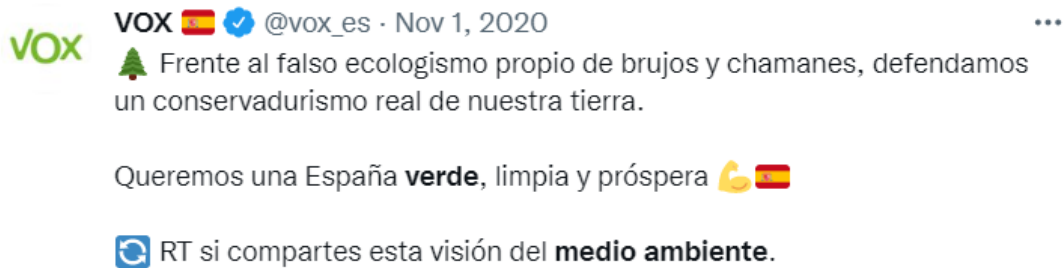 VOX
VOX 🇪🇸 @vox_es · Nov 1, 2020
🌲 Frente al falso ecologismo propio de brujos y chamanes, defendamos
un conservadurismo real de nuestra tierra.
Queremos una España verde, limpia y próspera 💪🇪🇸
🔄 RT si compartes esta visión del medio ambiente.